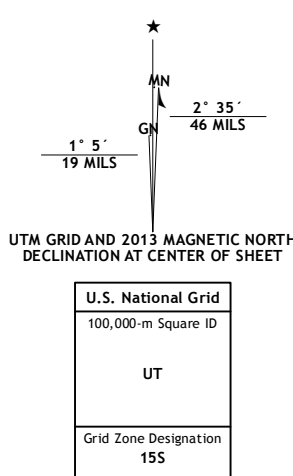 ★
MN
GN
2° 35´
46 MILS
1° 5´
19 MILS
UTM GRID AND 2013 MAGNETIC NORTH
DECLINATION AT CENTER OF SHEET
U.S. National Grid
100,000-m Square ID
UT
Grid Zone Designation
15S